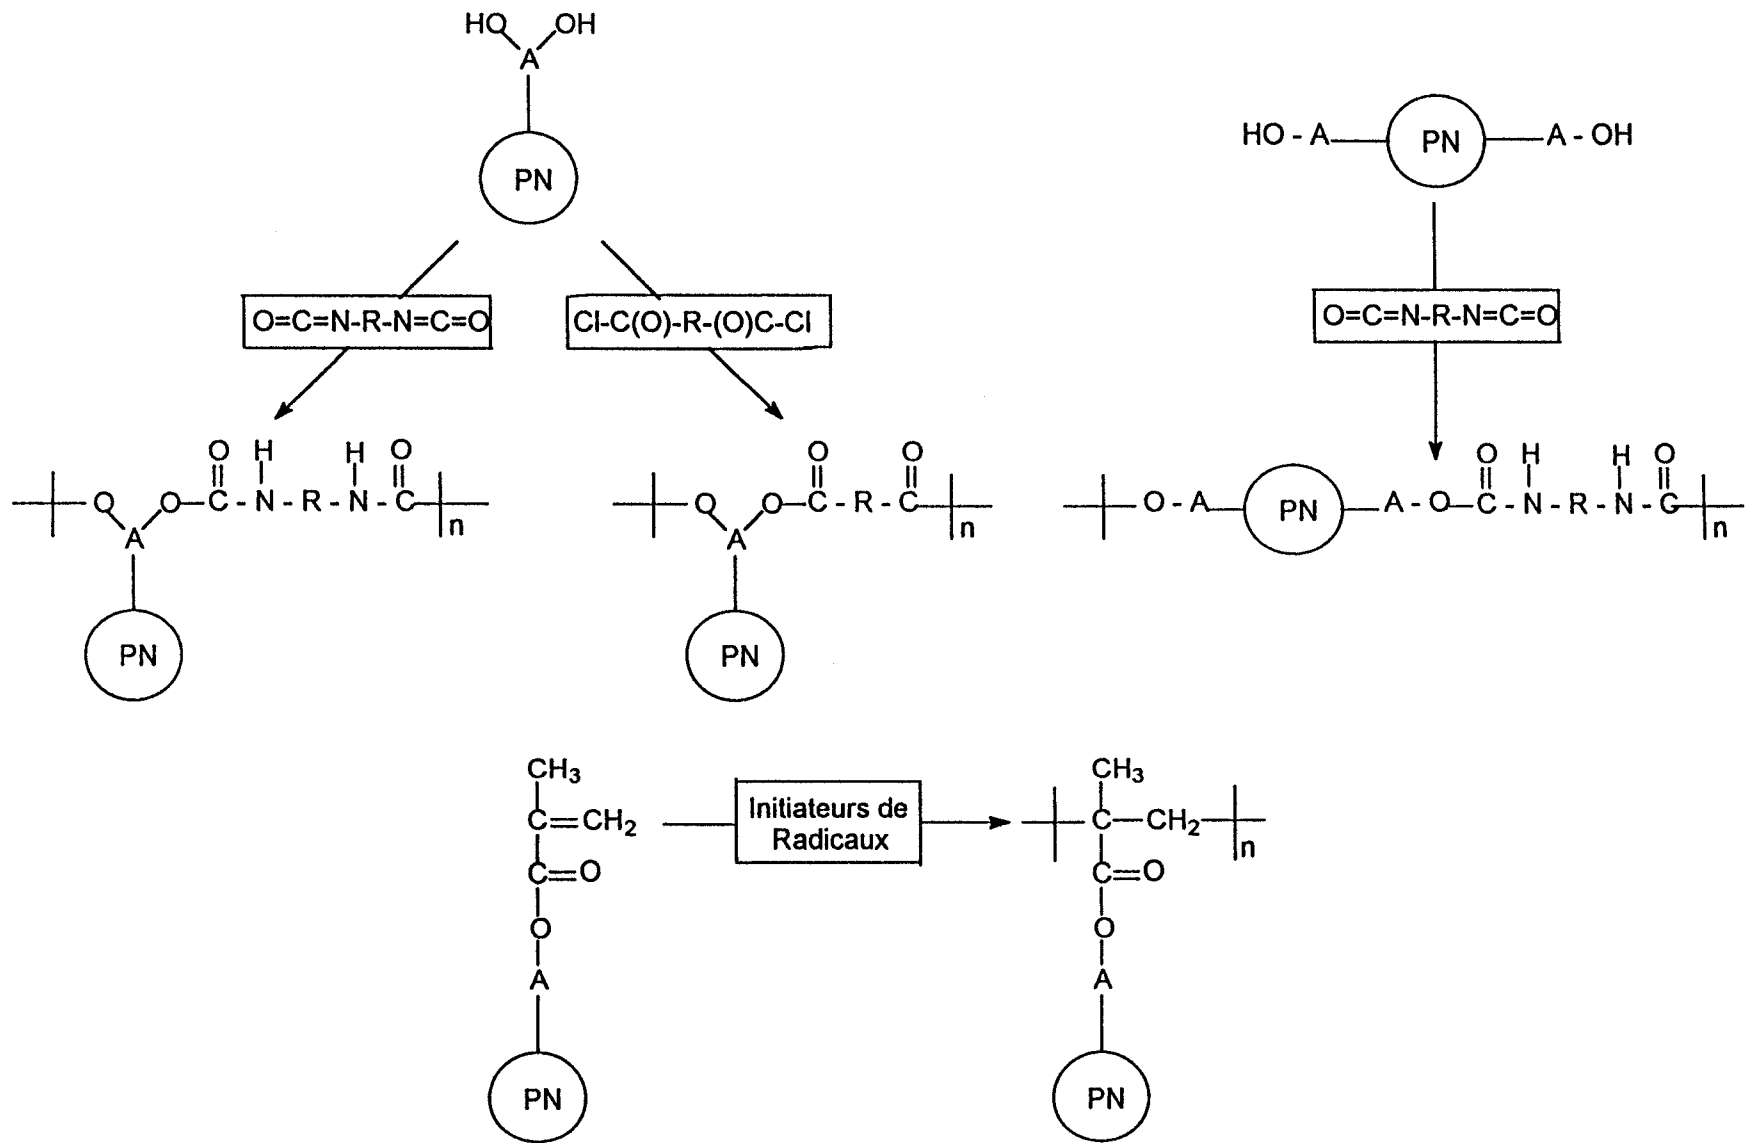 HO OH
A
PN
HO - A PN A - OH
O=C=N-R-N=C=O Cl-C(O)-R-(O)C-Cl O=C=N-R-N=C=O
O H H O
O O-C-N-R-N-C n
A
PN
O O
O O-C-R-C n
A
PN
O H H O
O-A PN A-O-C-N-R-N-C n
CH3
C=CH2
C=O
O
A
PN
Initiateurs de
Radicaux
CH3
C-CH2 n
C=O
O
A
PN